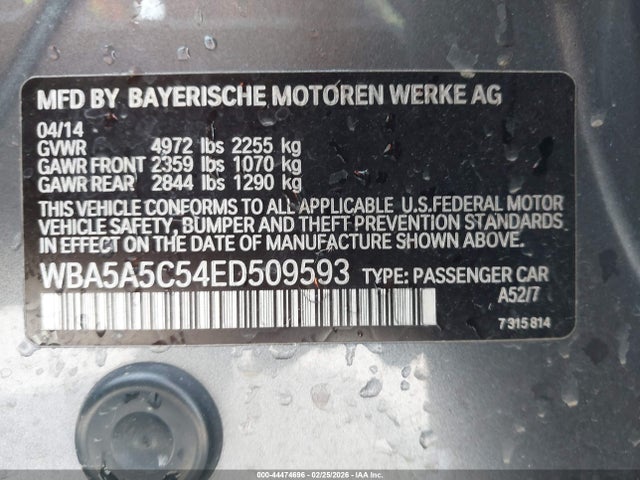 MFD BY BAYERISCHE MOTOREN WERKE AG
04/14
GVWR 4972 lbs 2255 kg
GAWR FRONT 2359 lbs 1070 kg
GAWR REAR 2844 lbs 1290 kg
THIS VEHICLE CONFORMS TO ALL APPLICABLE U.S.FEDERAL MOTOR
VEHICLE SAFETY, BUMPER AND THEFT PREVENTION STANDARDS
IN EFFECT ON THE DATE OF MANUFACTURE SHOWN ABOVE.
WBA5A5C54ED509593 TYPE: PASSENGER CAR
A52/7
7 315 814
000-44474696 - 02/25/2026 - IAA Inc.